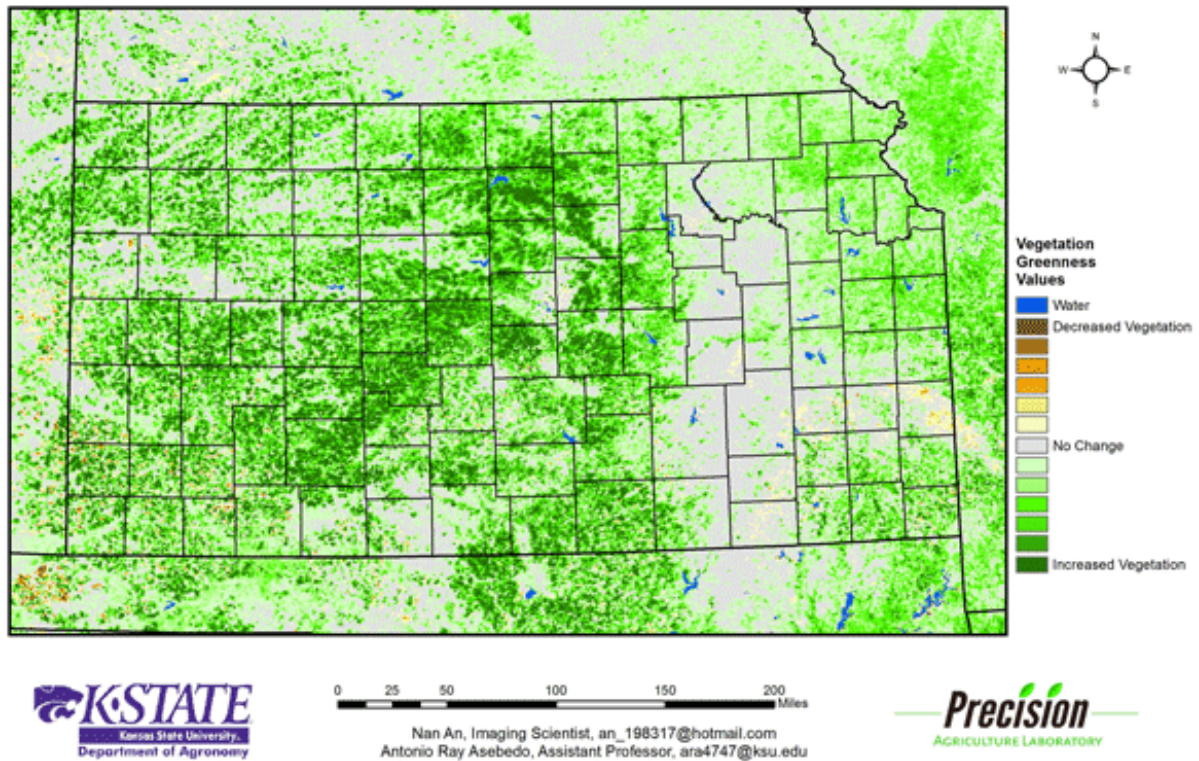 N
W E
S
Vegetation
Greenness
Values
Water
Decreased Vegetation
No Change
Increased Vegetation
K-STATE
Kansas State University.
Department of Agronomy
0 25 50 100 150 200
Miles
Nan An, Imaging Scientist, an_198317@hotmail.com
Antonio Ray Asebedo, Assistant Professor, ara4747@ksu.edu
Precision
AGRICULTURE LABORATORY